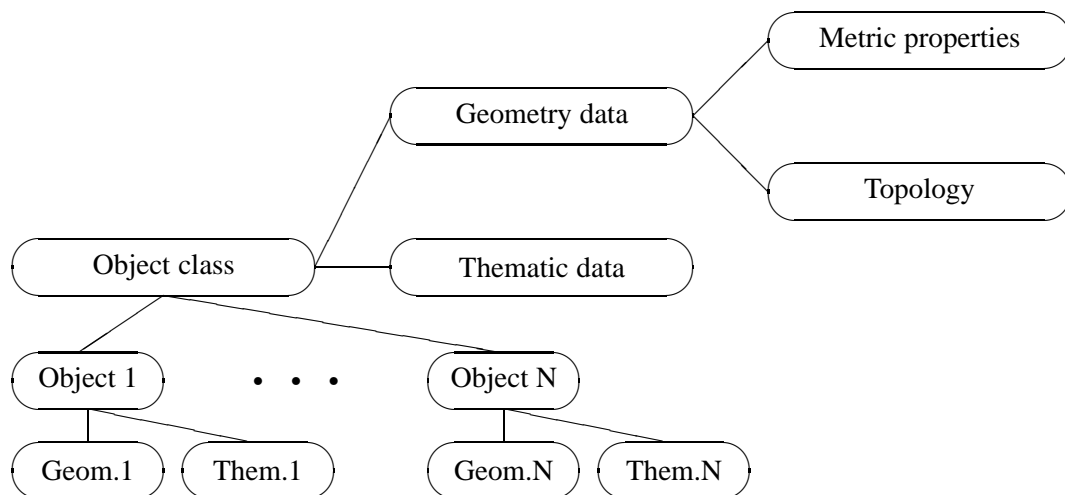 Metric properties
Geometry data
Topology
Object class
Thematic data
Object 1
• • •
Object N
Geom.1
Them.1
Geom.N
Them.N